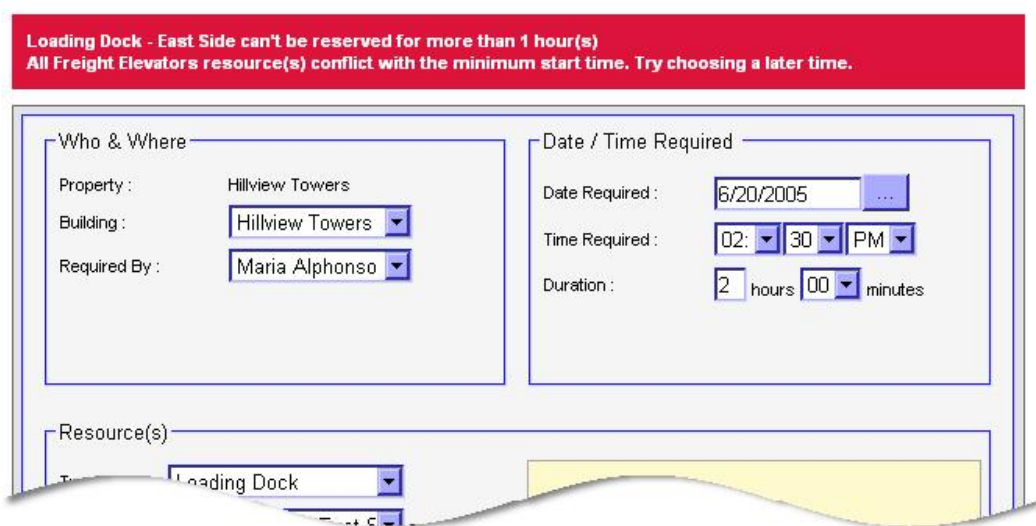 Loading Dock - East Side can't be reserved for more than 1 hour(s)
All Freight Elevators resource(s) conflict with the minimum start time. Try choosing a later time.
Who & Where
Property : Hillview Towers
Building : Hillview Towers
Required By : Maria Alphonso
Date / Time Required
Date Required : 6/20/2005 ...
Time Required : 02: 30 PM
Duration : 2 hours 00 minutes
Resource(s)
Loading Dock